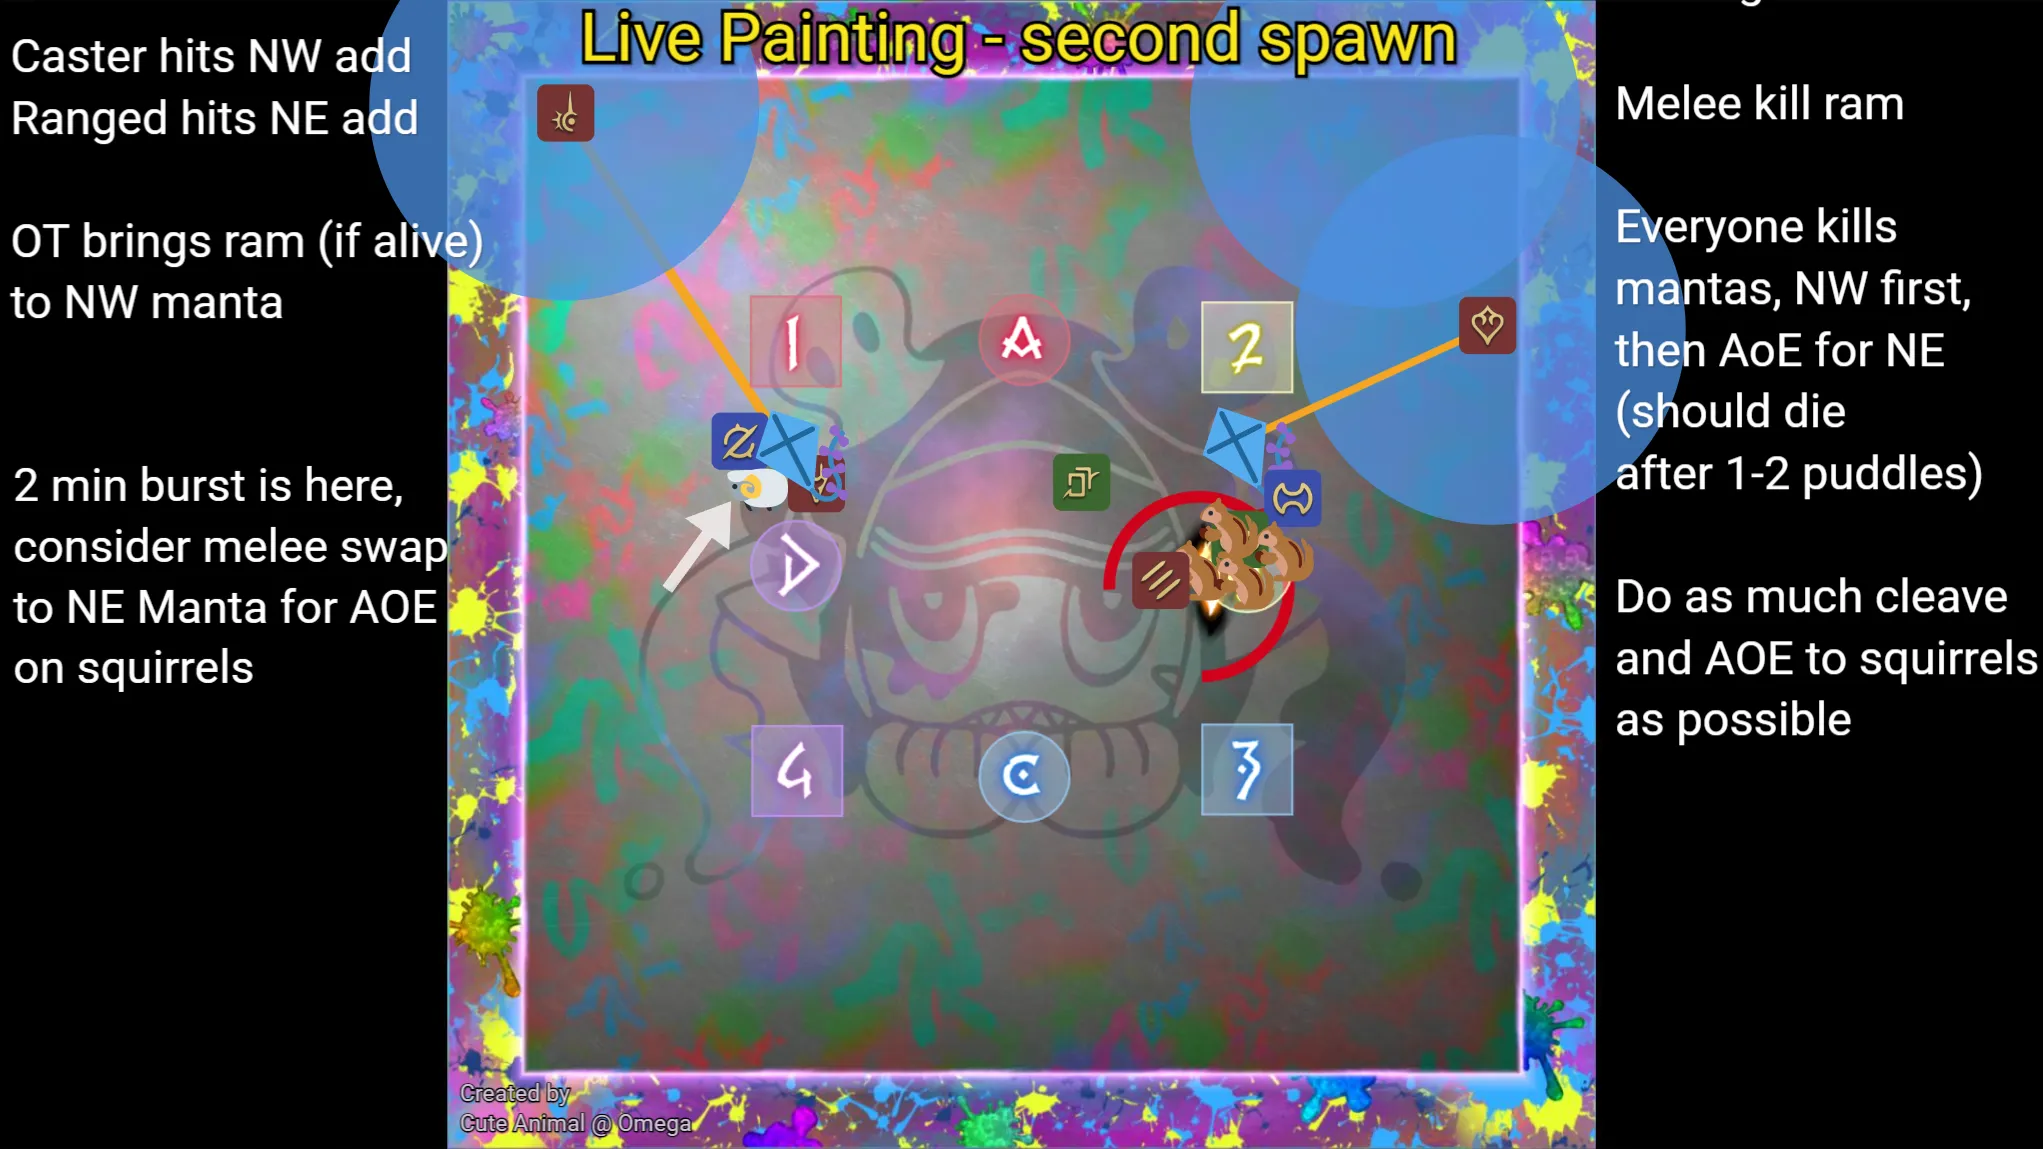 Live Painting - second spawn
Caster hits NW add
Ranged hits NE add
OT brings ram (if alive)
to NW manta
2 min burst is here,
consider melee swap
to NE Manta for AOE
on squirrels
1
A
2
D
4
C
3
Melee kill ram
Everyone kills
mantas, NW first,
then AoE for NE
(should die
after 1-2 puddles)
Do as much cleave
and AOE to squirrels
as possible
Created by
Cute Animal @ Omega